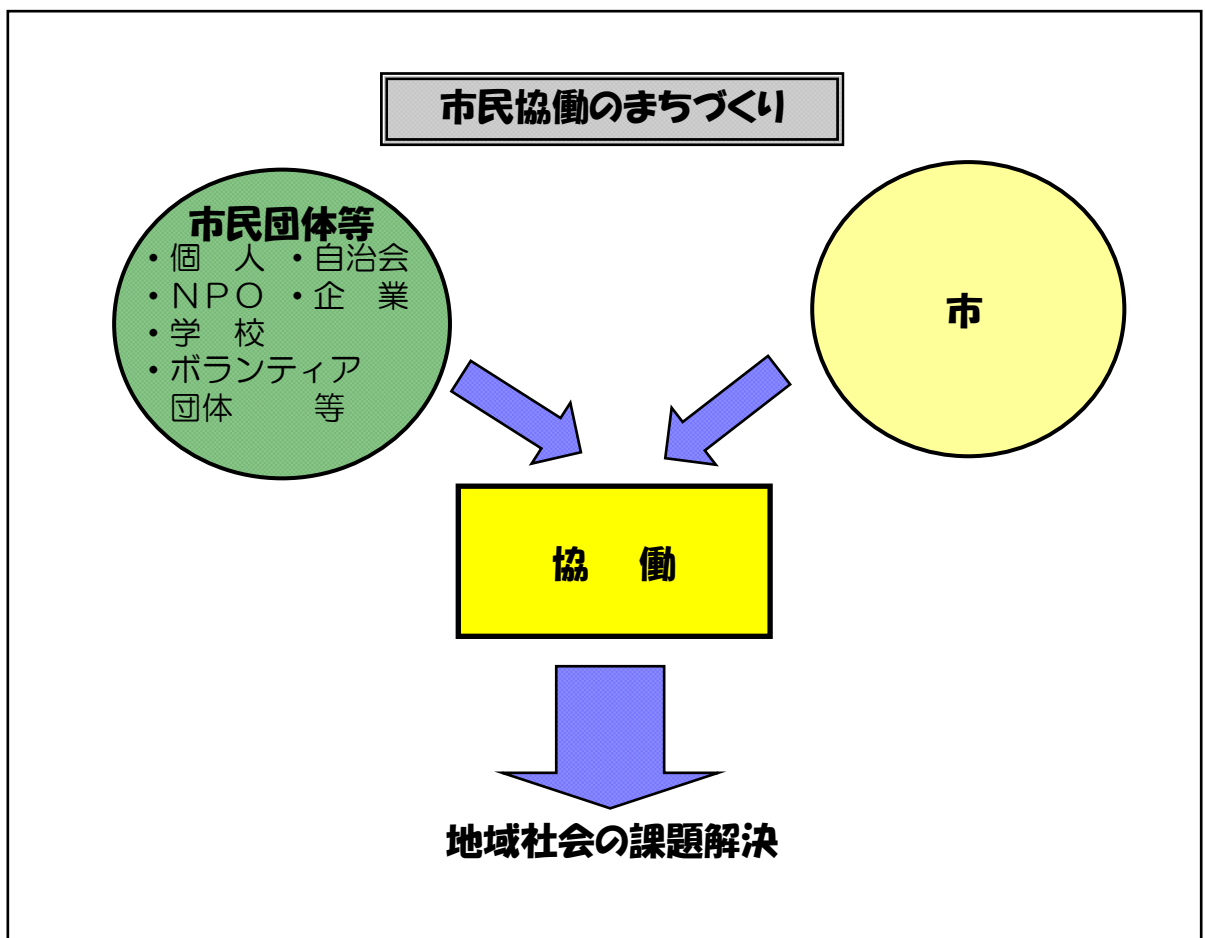 市民協働のまちづくり
市民団体等
・個　人 ・自治会
・ＮＰＯ ・企　業
・学　校
・ボランティア
団体　　　等
市
協　働
地域社会の課題解決